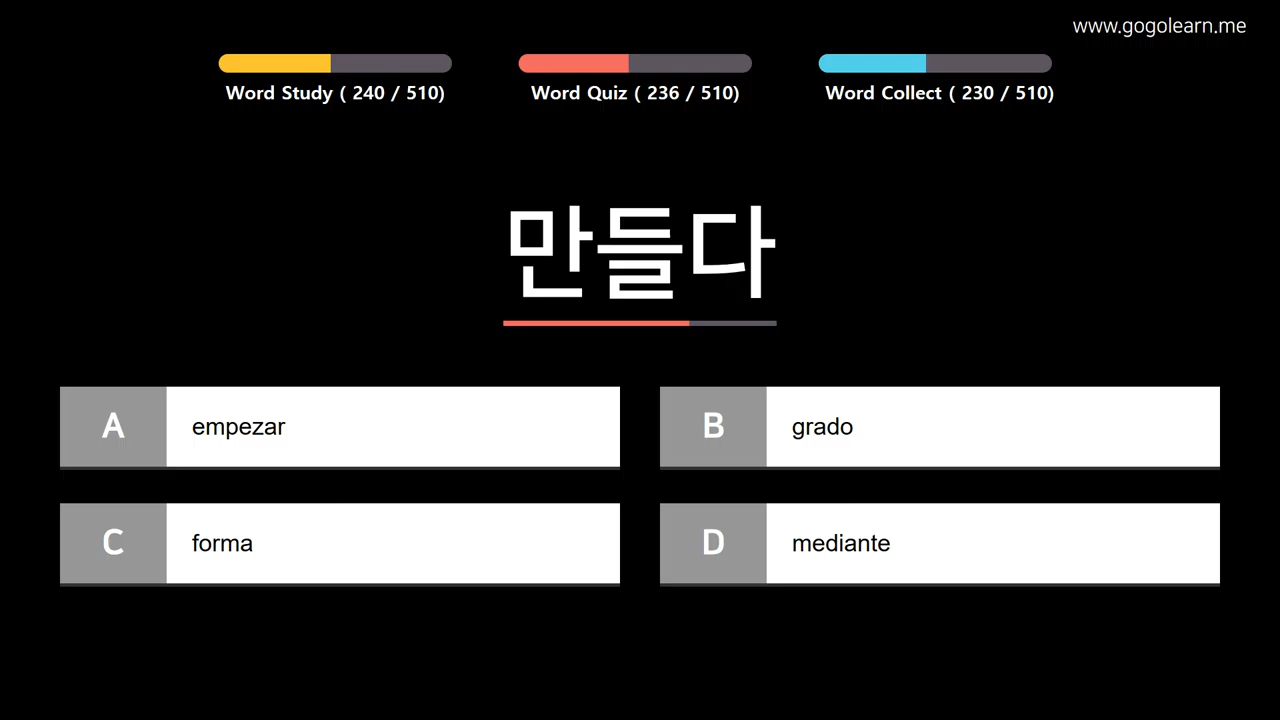 www.gogolearn.me
Word Study ( 240 / 510)
Word Quiz ( 236 / 510)
Word Collect ( 230 / 510)
만들다
A
empezar
B
grado
C
forma
D
mediante